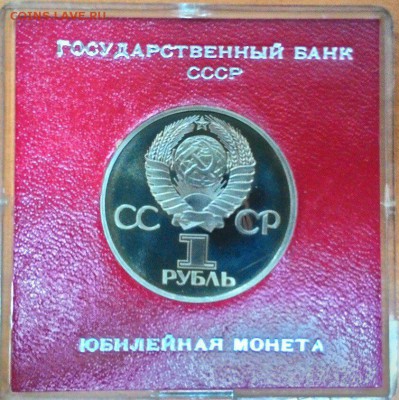 COINS.LAVE.RU
ГОСУДАРСТВЕННЫЙ БАНК
СССР
СС СР
1
РУБЛЬ
ЮБИЛЕЙНАЯ МОНЕТА